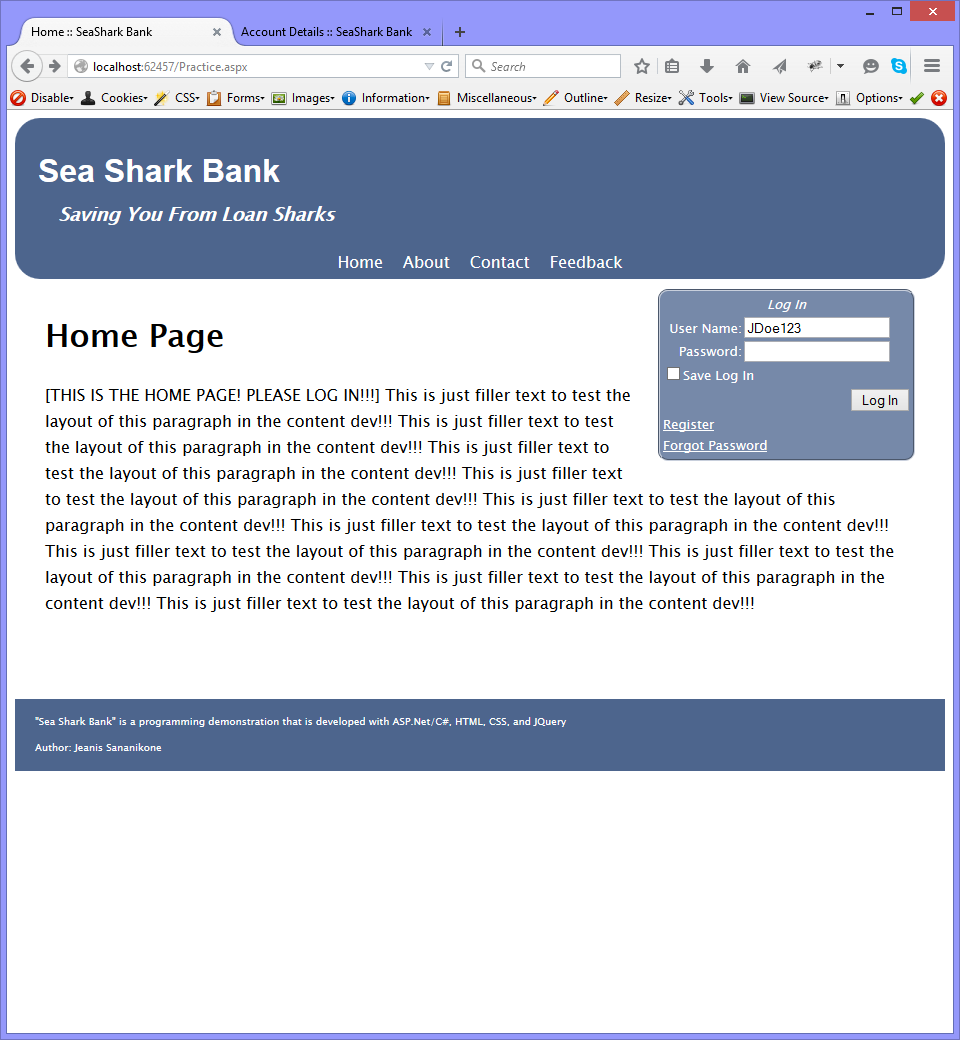 Home :: SeaShark Bank Account Details :: SeaShark Bank
localhost:62457/Practice.aspx Search
Disable Cookies CSS Forms Images Information Miscellaneous Outline Resize Tools View Source Options
Sea Shark Bank
Saving You From Loan Sharks
Home About Contact Feedback
Log In
User Name: JDoe123
Password:
Save Log In
Log In
Register
Forgot Password
Home Page
[THIS IS THE HOME PAGE! PLEASE LOG IN!!!] This is just filler text to test the
layout of this paragraph in the content dev!!! This is just filler text to test
the layout of this paragraph in the content dev!!! This is just filler text to
test the layout of this paragraph in the content dev!!! This is just filler text
to test the layout of this paragraph in the content dev!!! This is just filler text to test the layout of this
paragraph in the content dev!!! This is just filler text to test the layout of this paragraph in the content dev!!!
This is just filler text to test the layout of this paragraph in the content dev!!! This is just filler text to test the
layout of this paragraph in the content dev!!! This is just filler text to test the layout of this paragraph in the
content dev!!! This is just filler text to test the layout of this paragraph in the content dev!!!
"Sea Shark Bank" is a programming demonstration that is developed with ASP.Net/C#, HTML, CSS, and JQuery
Author: Jeanis Sananikone